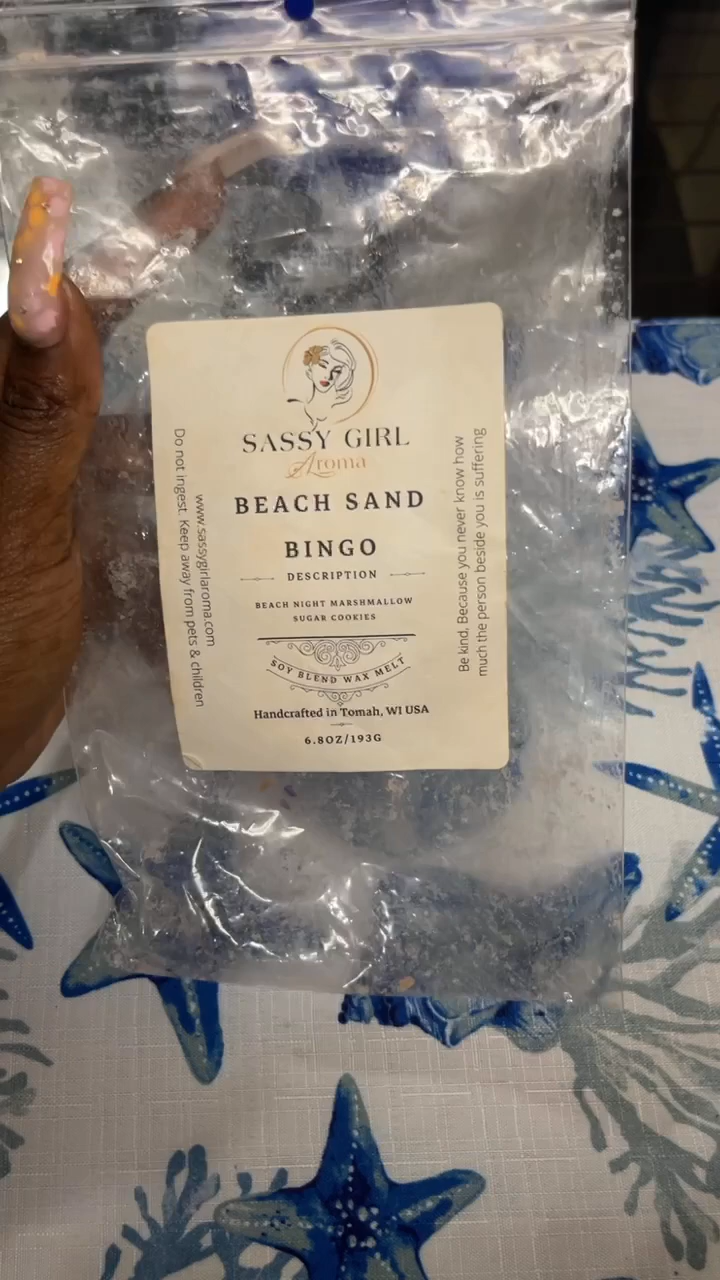 SASSY GIRL
Aroma
BEACH SAND
BINGO
DESCRIPTION
BEACH NIGHT MARSHMALLOW
SUGAR COOKIES
SOY BLEND WAX MELT
Handcrafted in Tomah, WI USA
6.8OZ/193G
www.sassygirlaroma.com
Do not ingest. Keep away from pets & children
Be kind, Because you never know how
much the person beside you is suffering